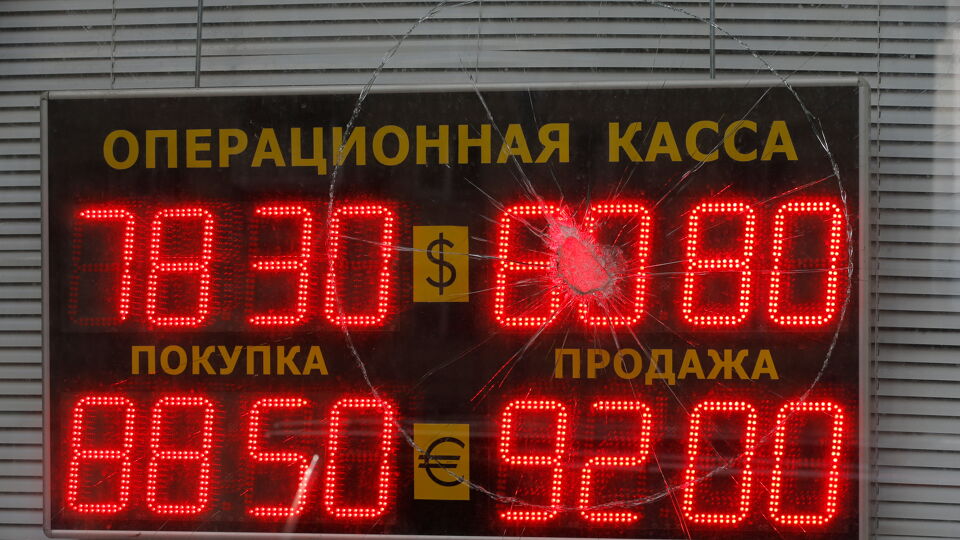 ОПЕРАЦИОННАЯ КАССА
78 30 $ 80
ПОКУПКА ПРОДАЖА
88 50 € 92 00